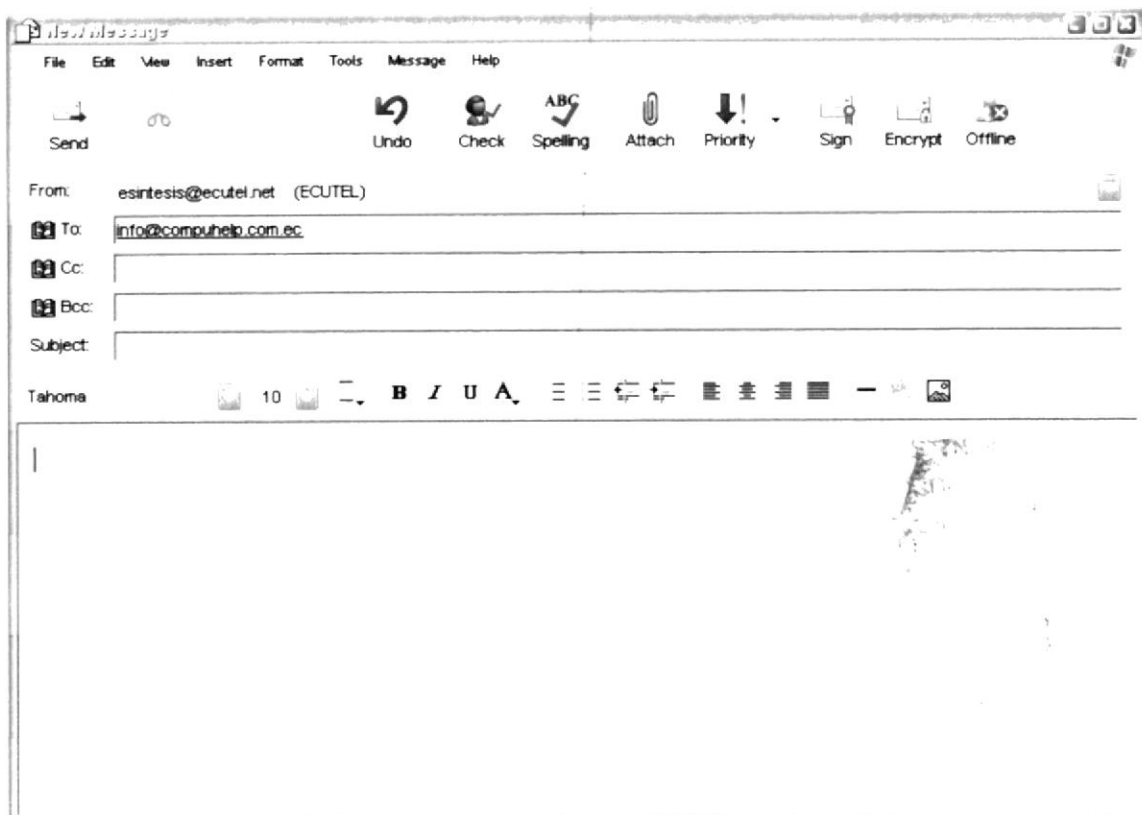 New Message
File Edit View Insert Format Tools Message Help
Send Undo Check ABC Spelling Attach Priority Sign Encrypt Offline
From: esintesis@ecutel.net (ECUTEL)
To: info@compuhelp.com.ec
Cc:
Bcc:
Subject:
Tahoma 10 B I U A